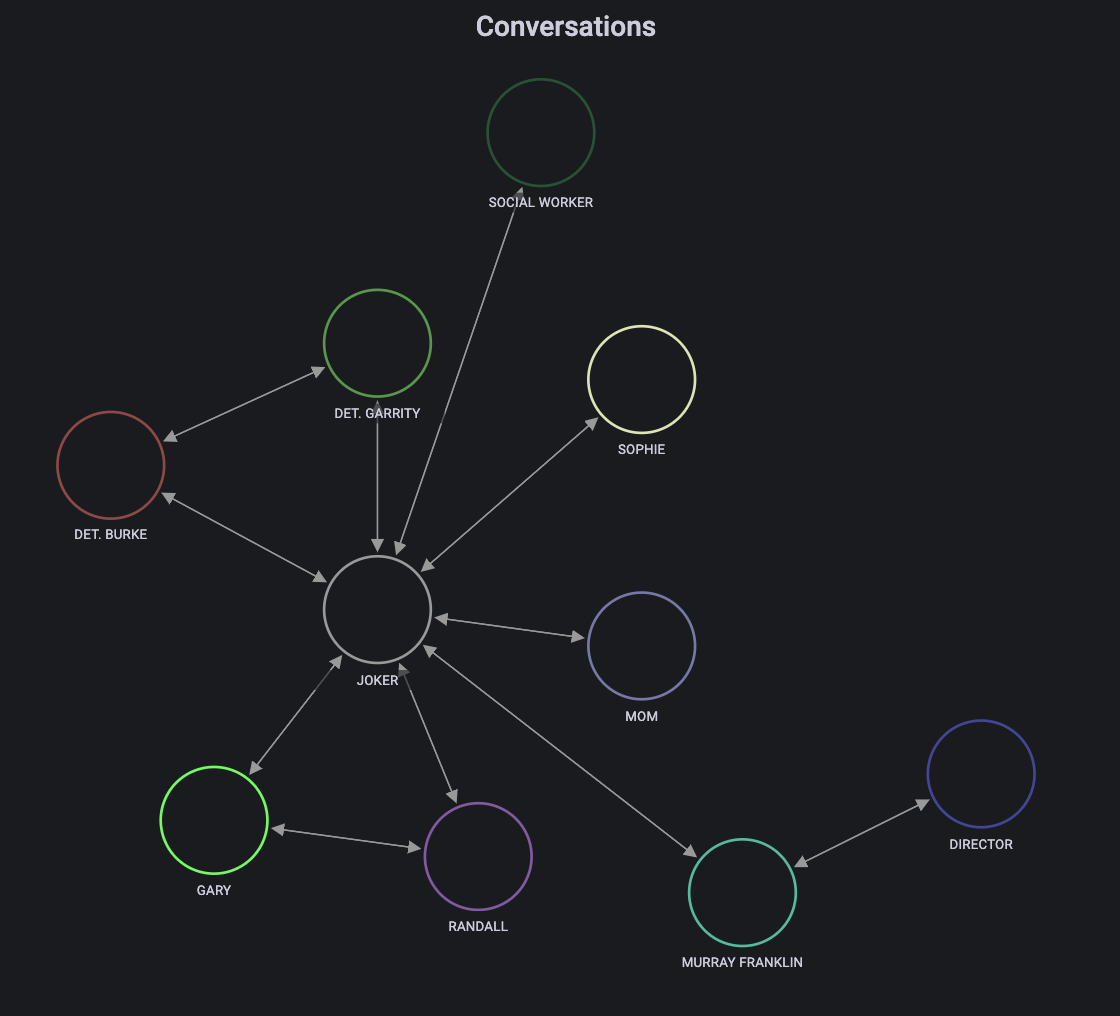 Conversations
SOCIAL WORKER
DET. GARRITY
SOPHIE
DET. BURKE
JOKER
MOM
DIRECTOR
GARY
RANDALL
MURRAY FRANKLIN